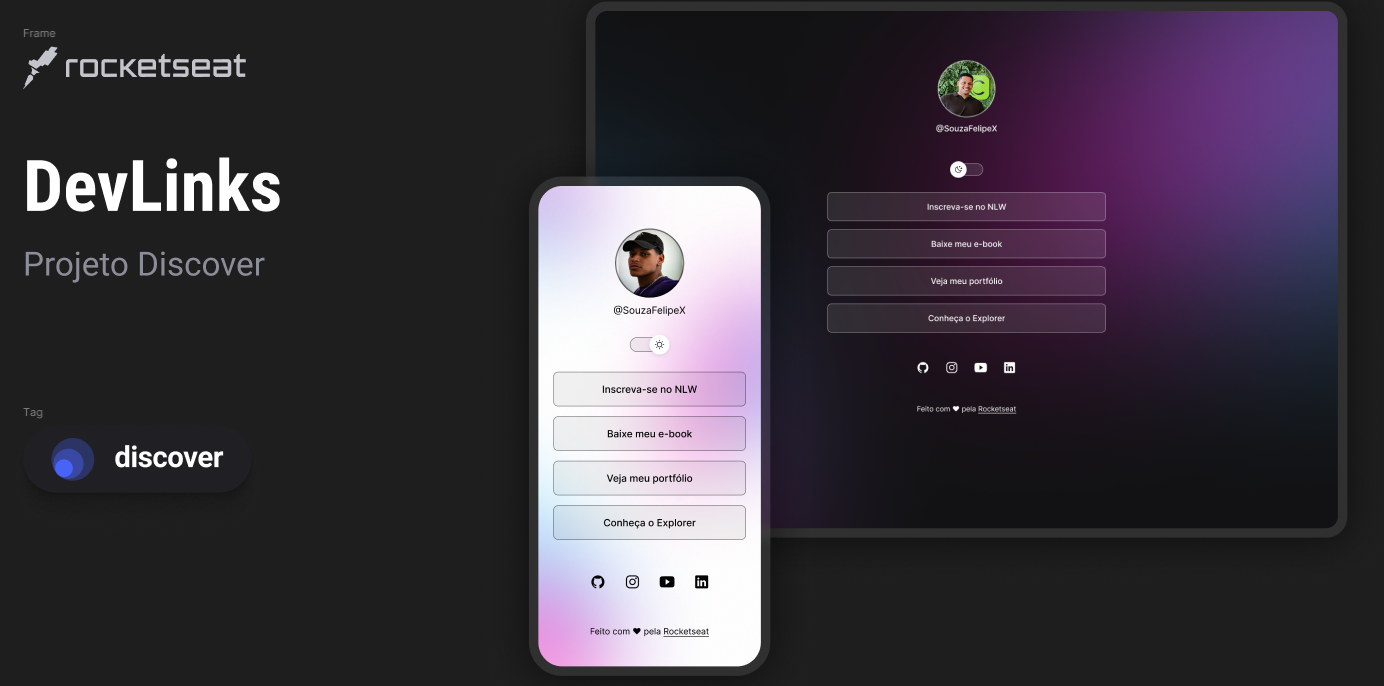 Frame
rocketseat
DevLinks
Projeto Discover
Tag
discover
@SouzaFelipeX
Inscreva-se no NLW
Baixe meu e-book
Veja meu portfólio
Conheça o Explorer
Feito com ♥ pela Rocketseat
@SouzaFelipeX
Inscreva-se no NLW
Baixe meu e-book
Veja meu portfólio
Conheça o Explorer
Feito com ♥ pela Rocketseat